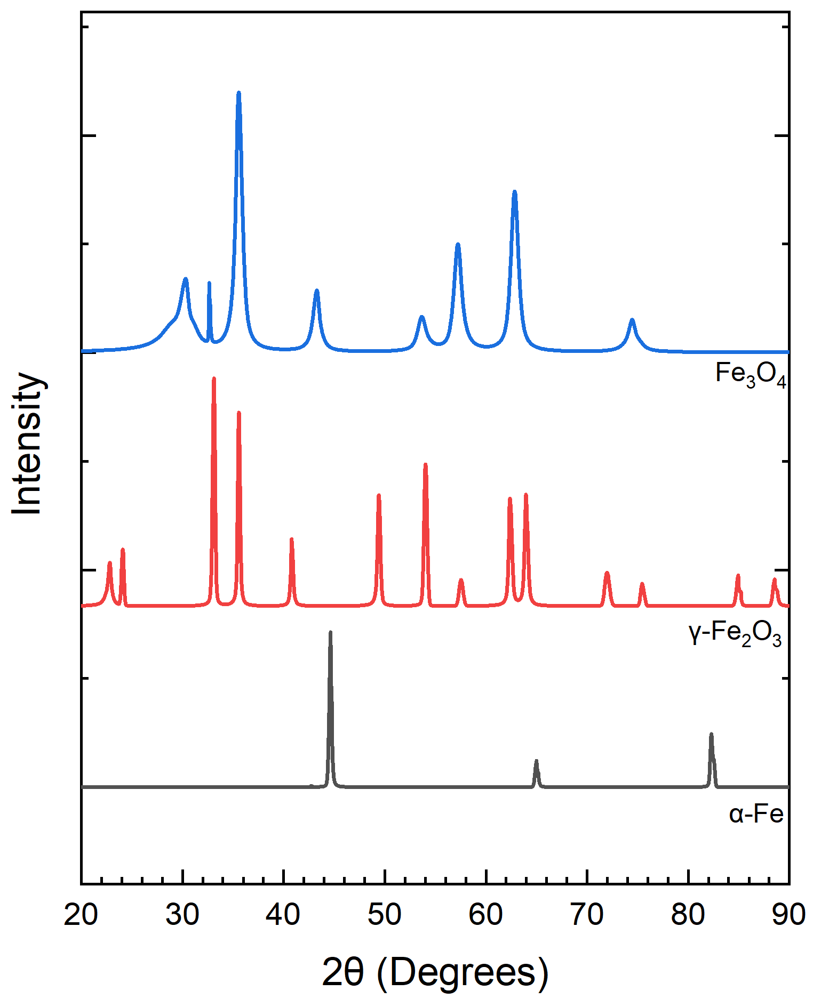 Fe₃O₄
Intensity
γ-Fe₂O₃
α-Fe
20 30 40 50 60 70 80 90
2θ (Degrees)